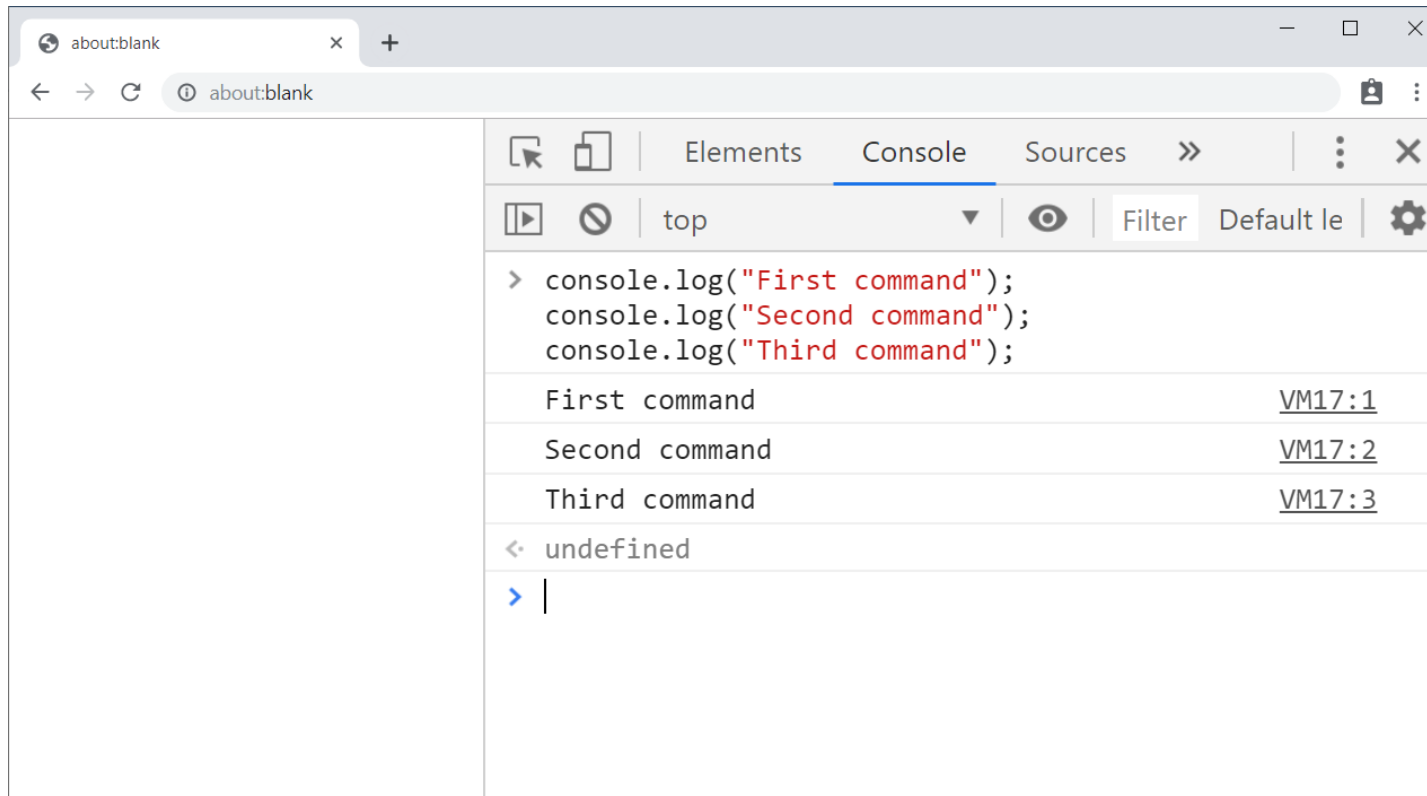 about:blank
about:blank
Elements Console Sources
top Filter Default le
console.log("First command");
console.log("Second command");
console.log("Third command");
First command VM17:1
Second command VM17:2
Third command VM17:3
undefined